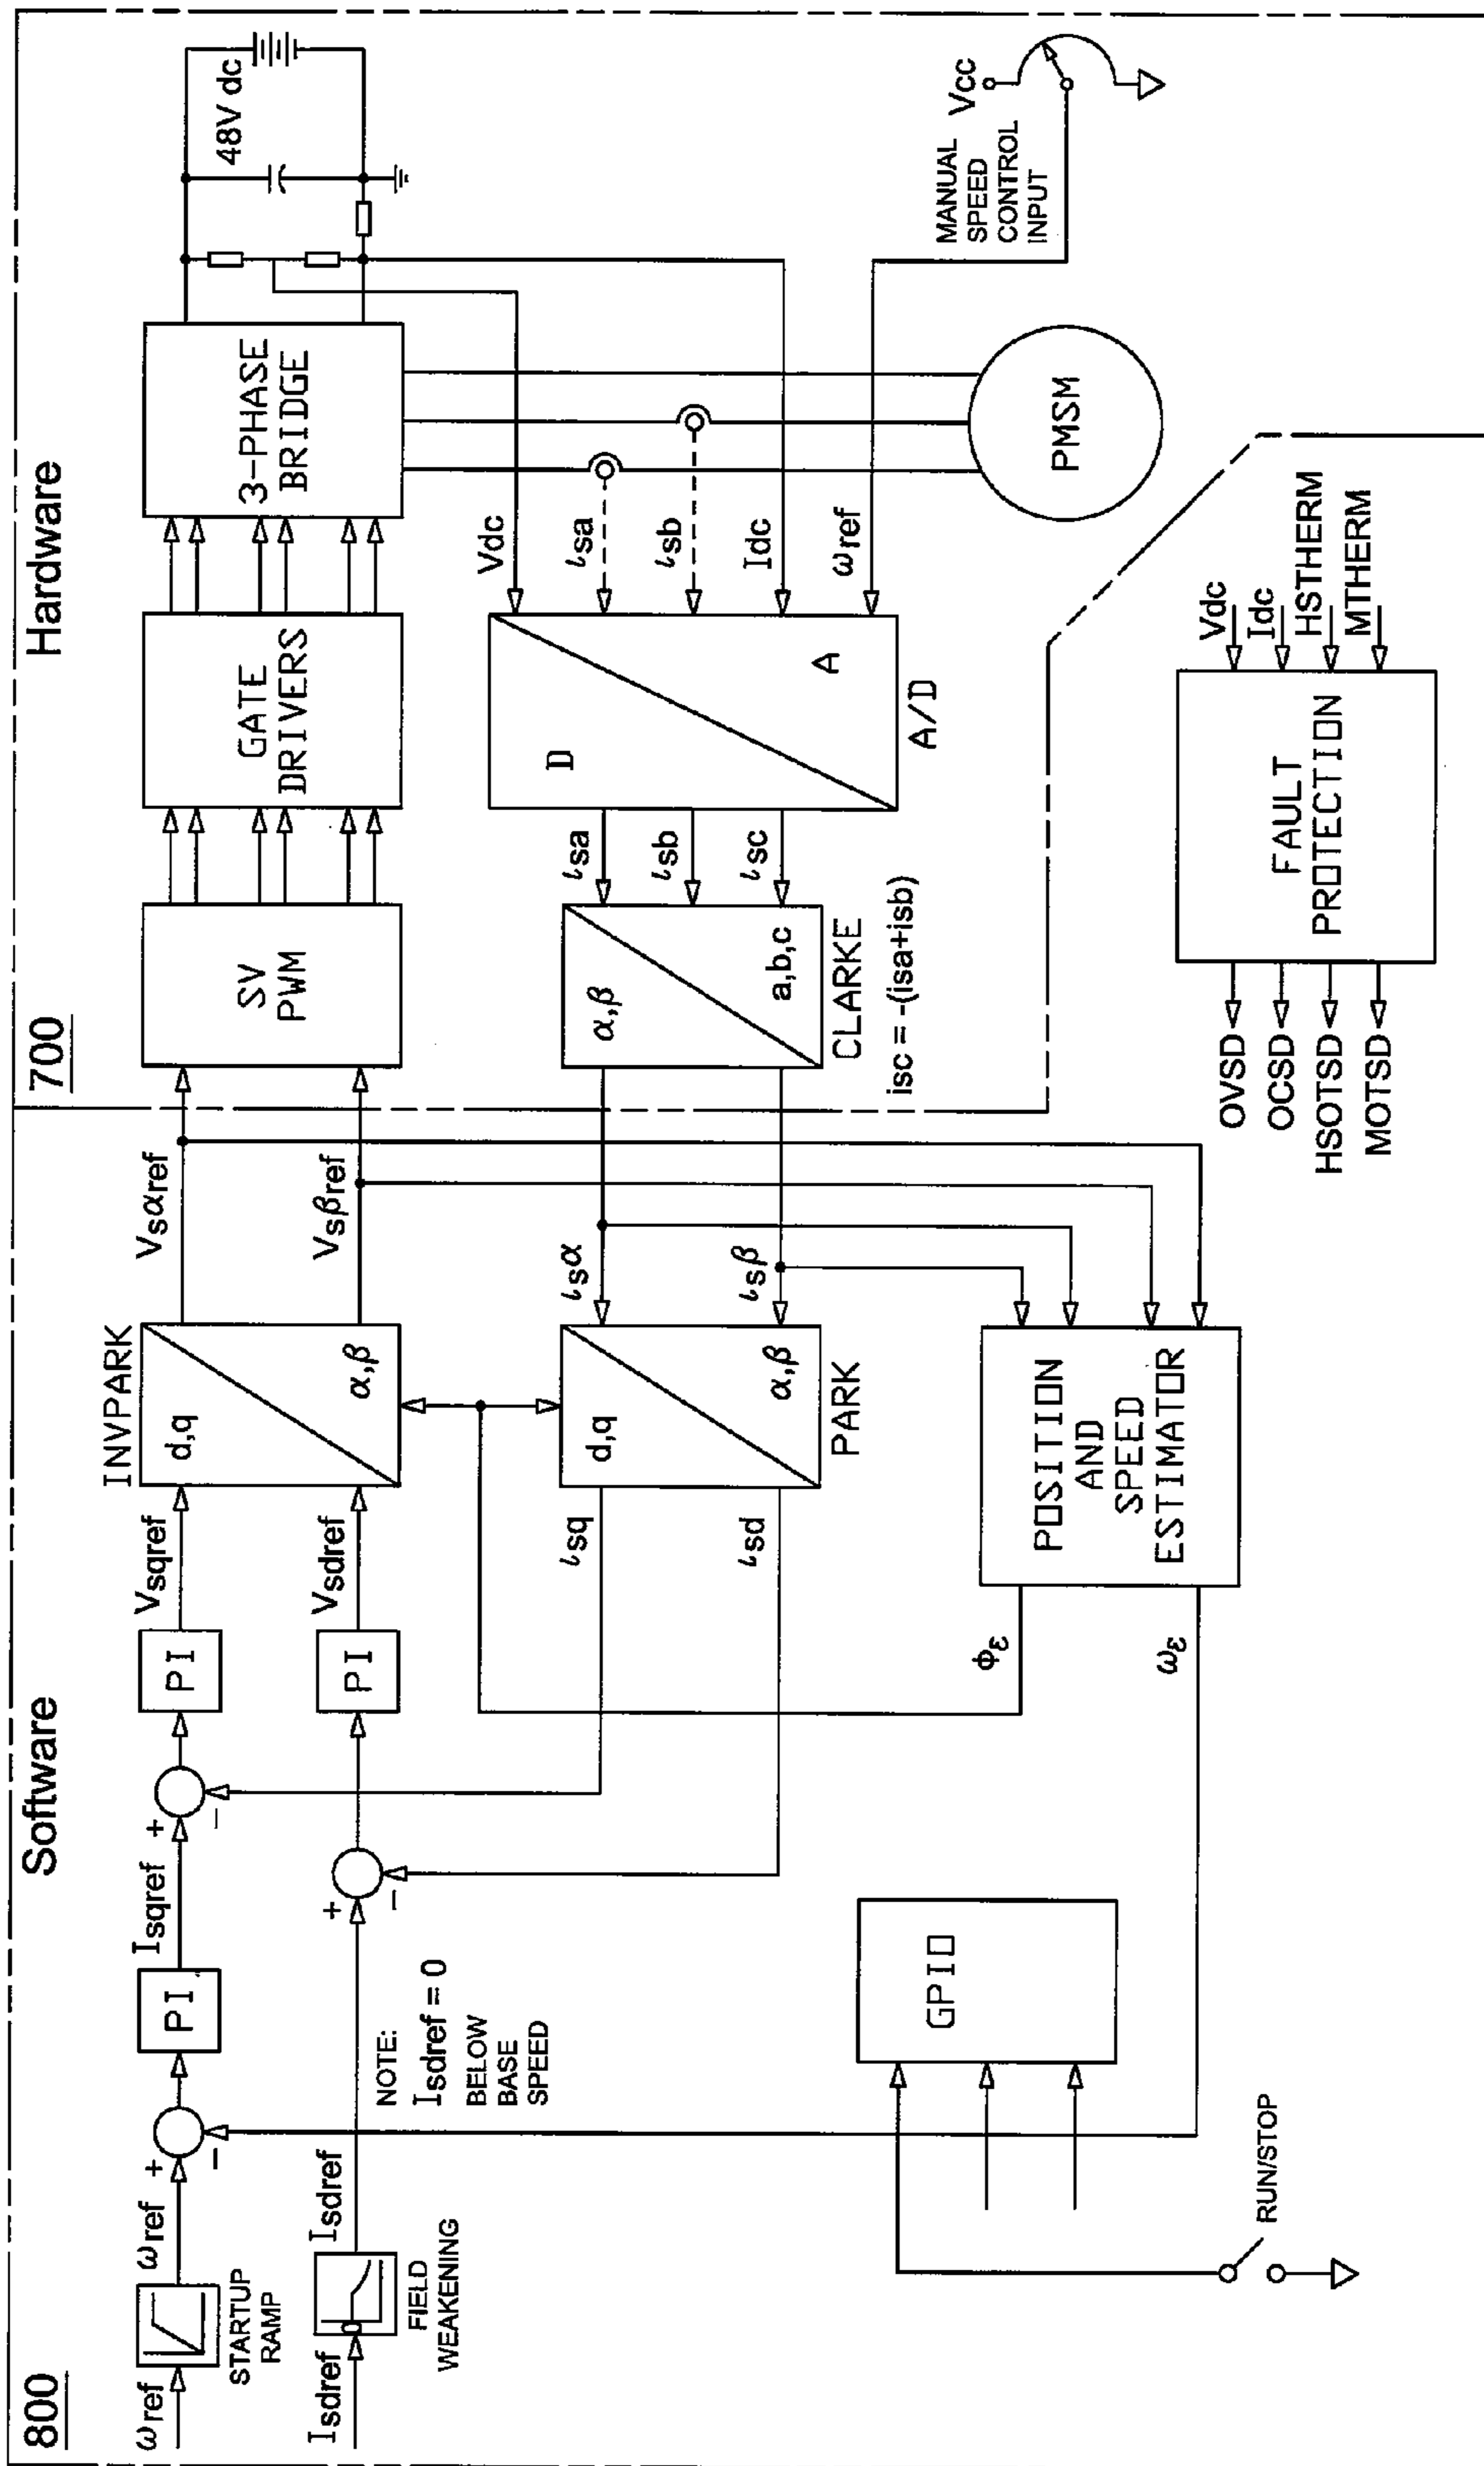 800
Software
700
Hardware
ωref
STARTUP
RAMP
ωref
+
−
PI
Isqref
+
−
PI
Vsqref
INVPARK
d,q
α,β
Vsαref
Vsβref
SV
PWM
GATE
DRIVERS
3-PHASE
BRIDGE
48V dc
Isdref
FIELD
WEAKENING
Isdref
NOTE:
Isdref = 0
BELOW
BASE
SPEED
+
−
PI
Vsdref
ιsq
ιsd
d,q
α,β
PARK
ιsα
ιsβ
α,β
a,b,c
CLARKE
isc = -(isa+isb)
ιsa
ιsb
ιsc
D
A
A/D
Vdc
ιsa
ιsb
Idc
ωref
MANUAL
SPEED
CONTROL
INPUT
Vcc
PMSM
GPIO
RUN/STOP
Φε
ωε
POSITION
AND
SPEED
ESTIMATOR
OVSD
OCSD
HSOTSD
MOTSD
FAULT
PROTECTION
Vdc
Idc
HSTHERM
MTHERM